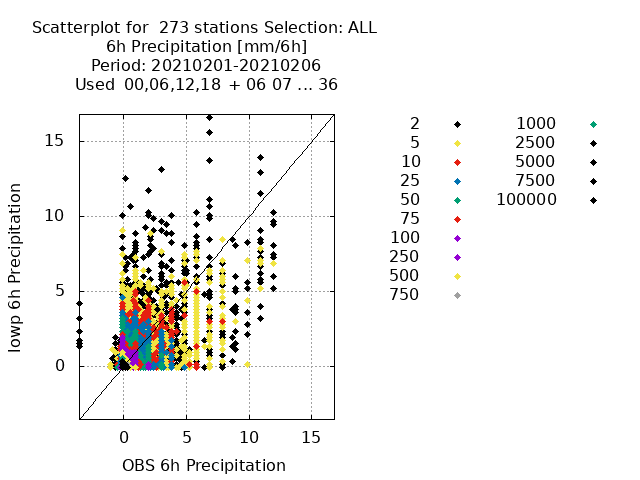 Scatterplot for 273 stations Selection: ALL
6h Precipitation [mm/6h]
Period: 20210201-20210206
Used 00,06,12,18 + 06 07 ... 36
15
10
5
0
0 5 10 15
iowp 6h Precipitation
OBS 6h Precipitation
2 1000
5 2500
10 5000
25 7500
50 100000
75
100
250
500
750